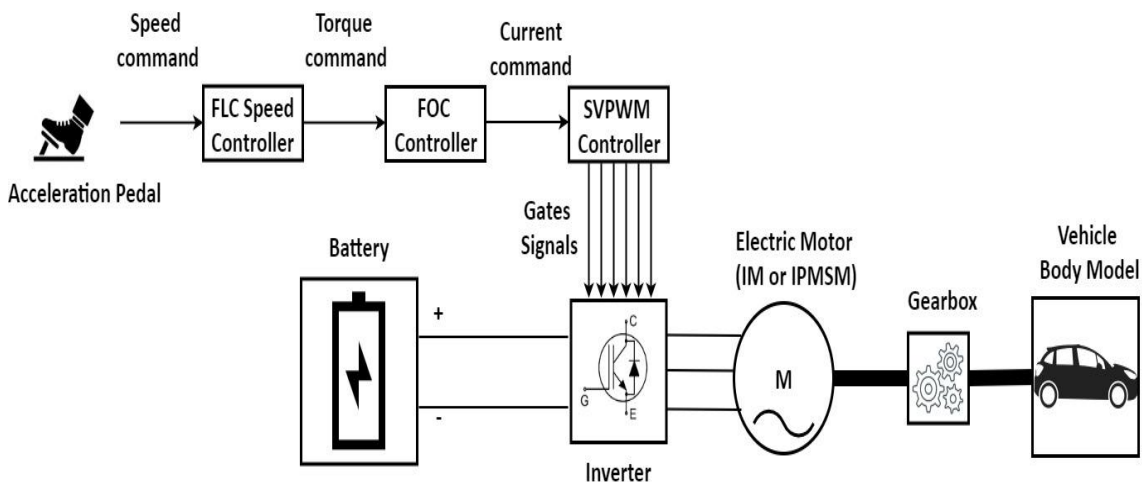 Speed
command
Torque
command
Current
command
FLC Speed
Controller
FOC
Controller
SVPWM
Controller
Acceleration Pedal
Gates
Signals
Battery
+
-
C
G
E
Inverter
Electric Motor
(IM or IPMSM)
M
Gearbox
Vehicle
Body Model